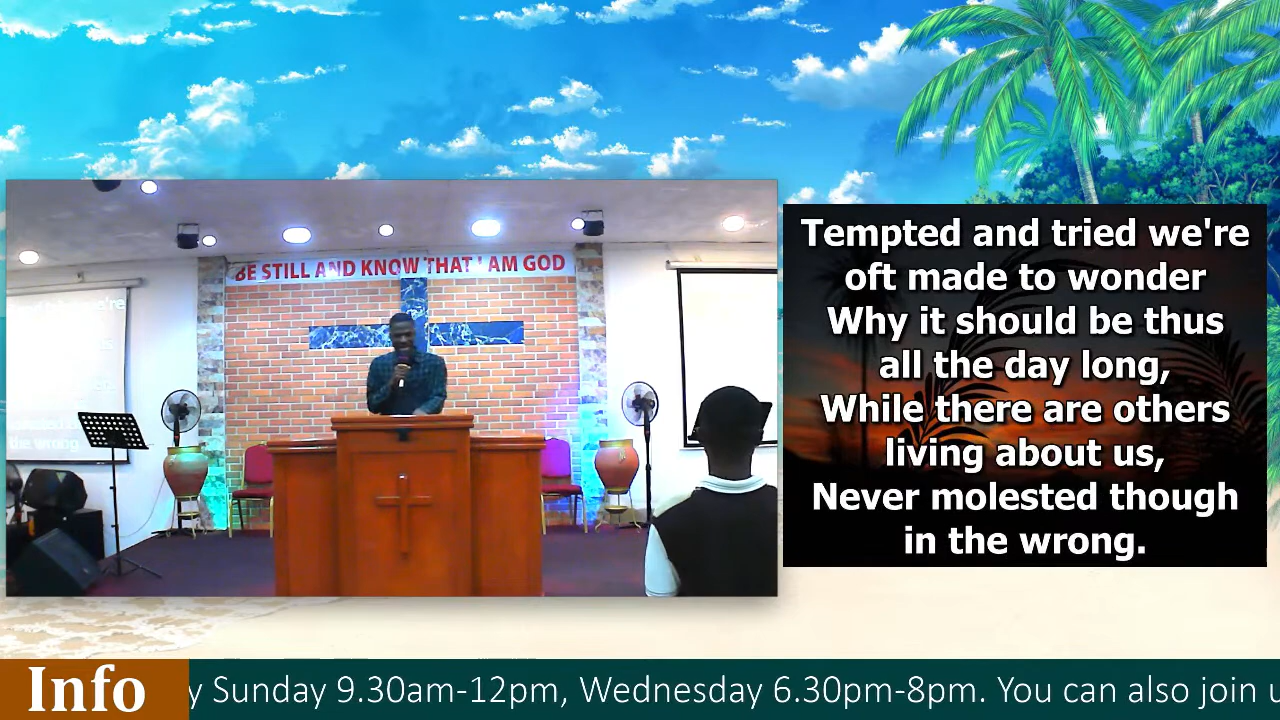 BE STILL AND KNOW THAT I AM GOD
Tempted and tried we're
oft made to wonder
Why it should be thus
all the day long,
While there are others
living about us,
Never molested though
in the wrong.
the wrong.
Info
y Sunday 9.30am-12pm, Wednesday 6.30pm-8pm. You can also join u